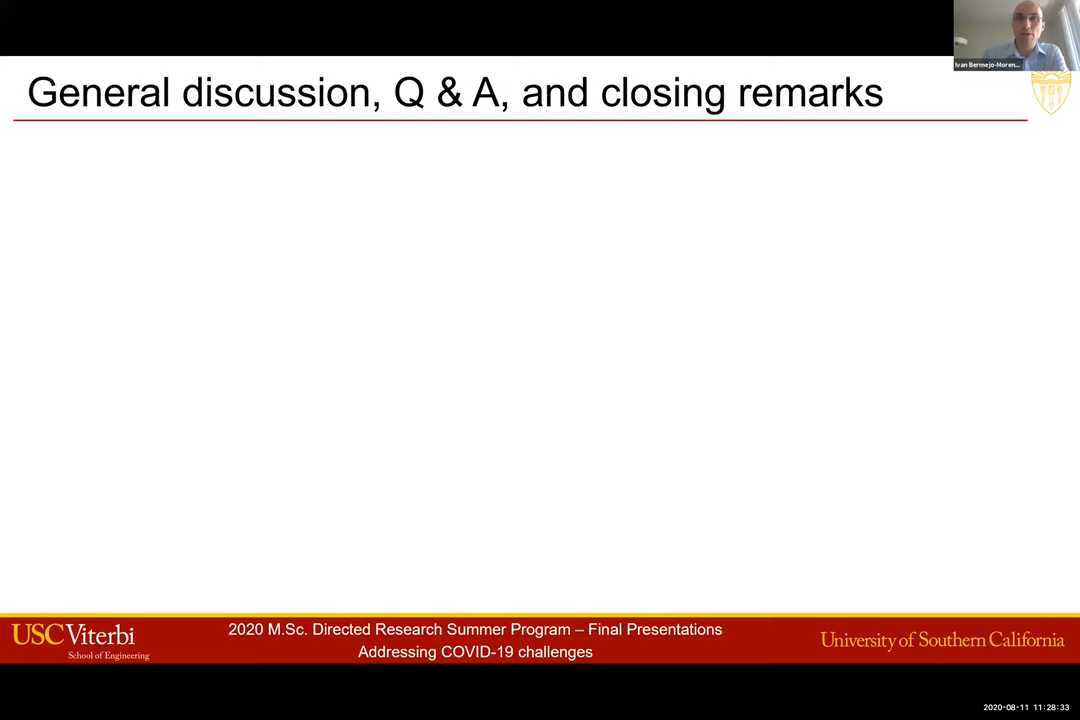 Ivan Bermejo-Moren...
General discussion, Q & A, and closing remarks
USC Viterbi
School of Engineering
2020 M.Sc. Directed Research Summer Program – Final Presentations
Addressing COVID-19 challenges
University of Southern California
2020-08-11 11:28:33